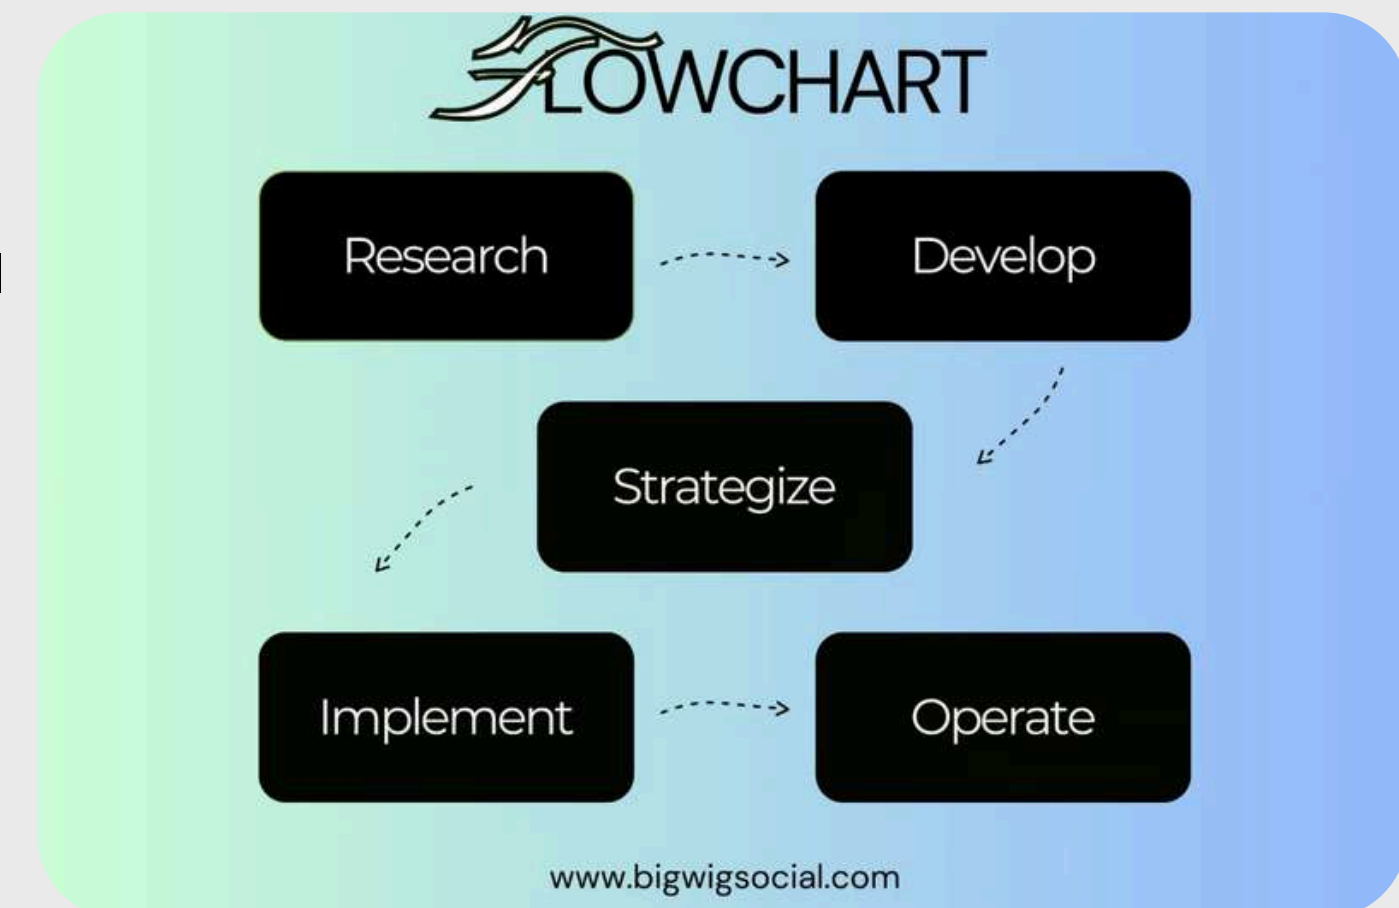 FLOWCHART
Research
Develop
Strategize
Implement
Operate
www.bigwigsocial.com